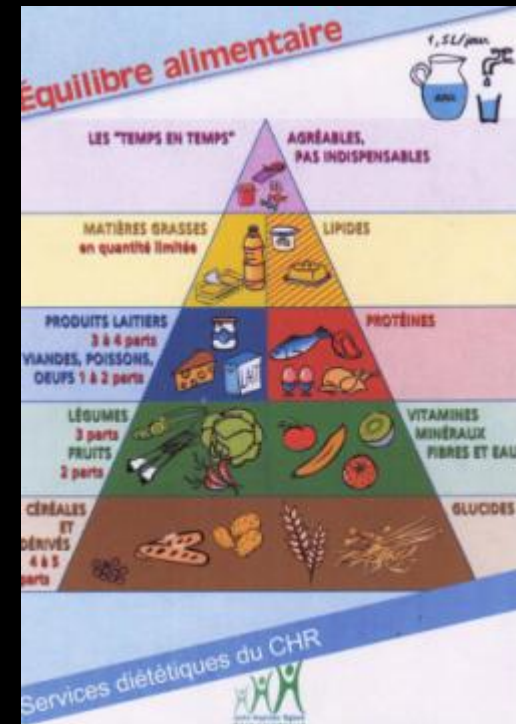 Équilibre alimentaire
1,5L/jour
EAU
LES "TEMPS EN TEMPS"
AGRÉABLES,
PAS INDISPENSABLES
MATIÈRES GRASSES
en quantité limitée
LIPIDES
PRODUITS LAITIERS
3 à 4 parts
VIANDES, POISSONS,
OEUFS 1 à 2 parts
LAIT
PROTÉINES
LÉGUMES
3 parts
FRUITS
2 parts
VITAMINES
MINÉRAUX
FIBRES ET EAU
CÉRÉALES
ET
DÉRIVÉS
4 à 5
parts
GLUCIDES
Services diététiques du CHR